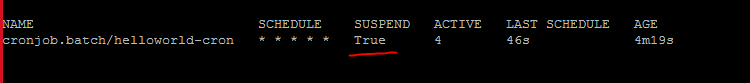 NAME SCHEDULE SUSPEND ACTIVE LAST SCHEDULE AGE
cronjob.batch/helloworld-cron * * * * * True 4 46s 4m19s